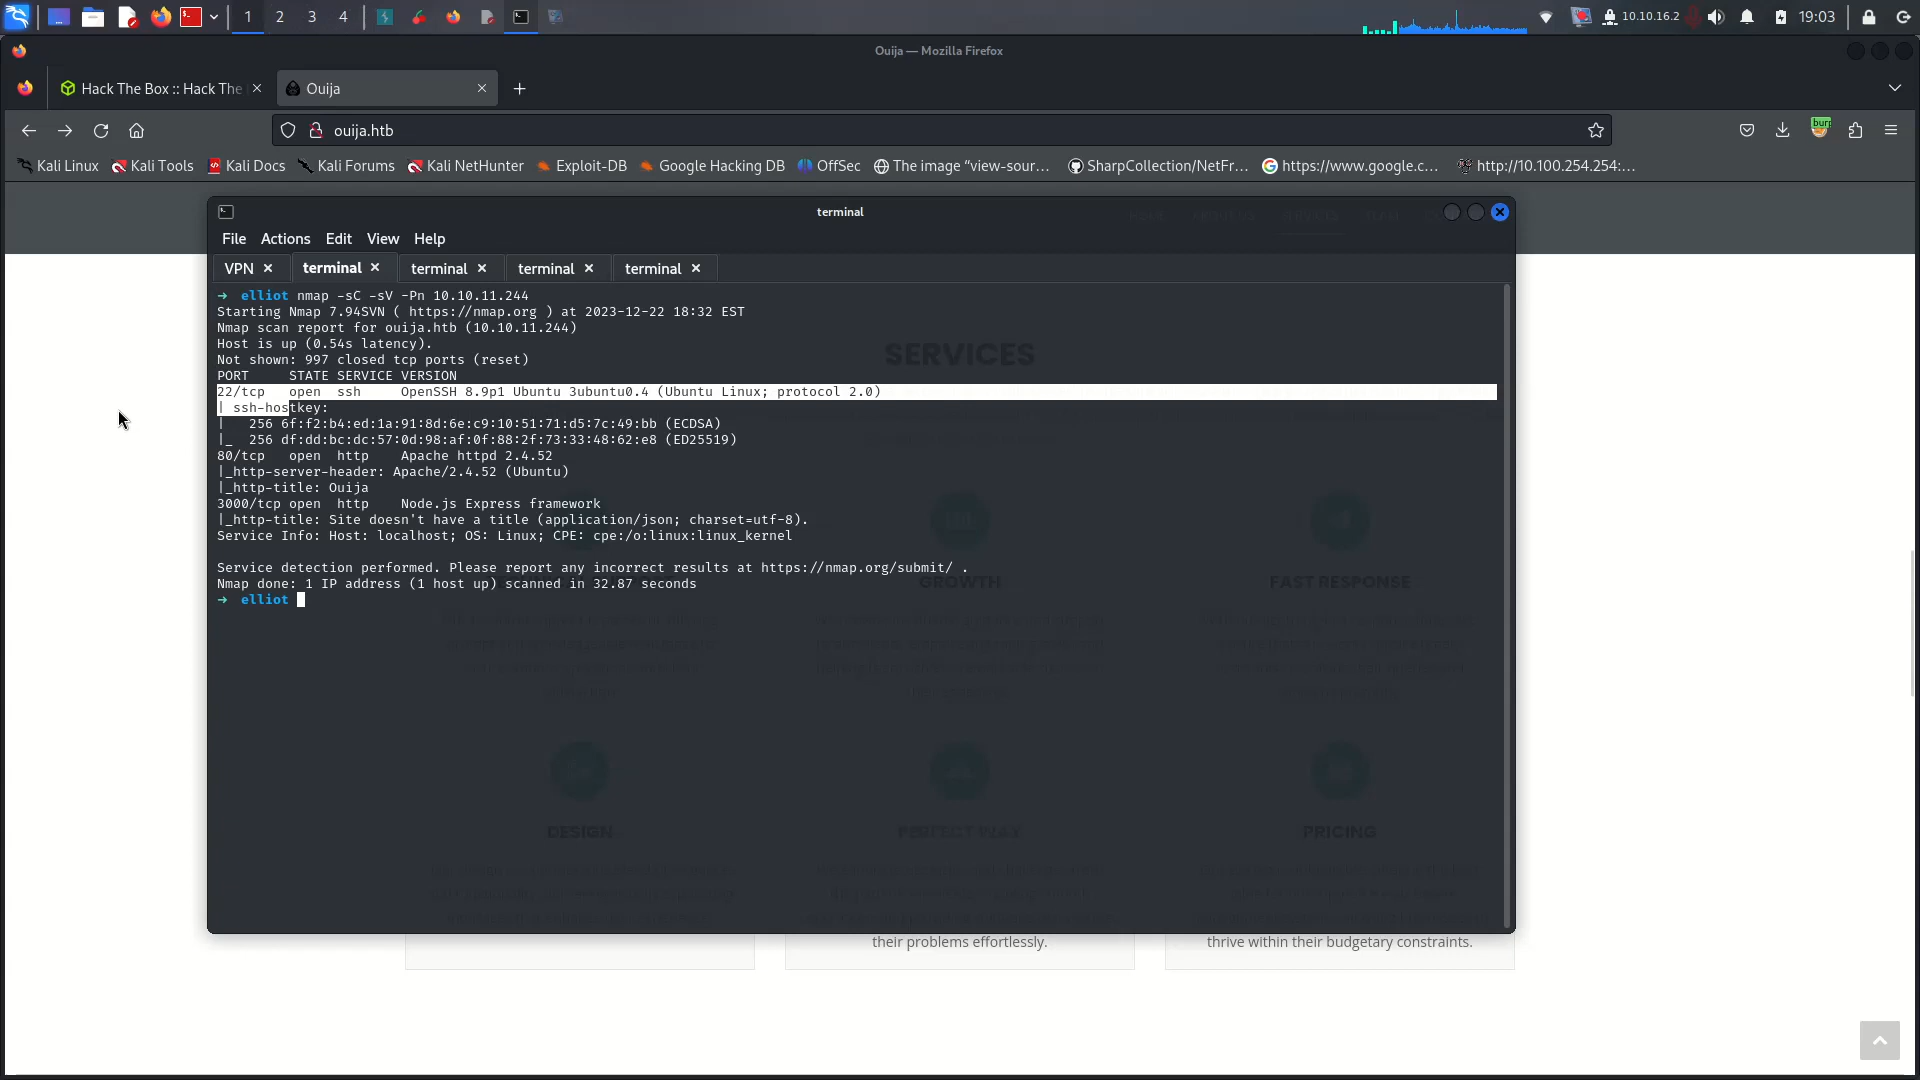 1 2 3 4 10.10.16.2 19:03
Ouija — Mozilla Firefox
Hack The Box :: Hack The Ouija
ouija.htb burp
Kali Linux Kali Tools Kali Docs Kali Forums Kali NetHunter Exploit-DB Google Hacking DB OffSec The image “view-sour… SharpCollection/NetFr… https://www.google.c… http://10.100.254.254:…
terminal
File Actions Edit View Help
VPN terminal terminal terminal terminal
→ elliot nmap -sC -sV -Pn 10.10.11.244
Starting Nmap 7.94SVN ( https://nmap.org ) at 2023-12-22 18:32 EST
Nmap scan report for ouija.htb (10.10.11.244)
Host is up (0.54s latency).
Not shown: 997 closed tcp ports (reset)
PORT STATE SERVICE VERSION
22/tcp open ssh OpenSSH 8.9p1 Ubuntu 3ubuntu0.4 (Ubuntu Linux; protocol 2.0)
| ssh-hostkey:
| 256 6f:f2:b4:ed:1a:91:8d:6e:c9:10:51:71:d5:7c:49:bb (ECDSA)
|_ 256 df:dd:bc:dc:57:0d:98:af:0f:88:2f:73:33:48:62:e8 (ED25519)
80/tcp open http Apache httpd 2.4.52
|_http-server-header: Apache/2.4.52 (Ubuntu)
|_http-title: Ouija
3000/tcp open http Node.js Express framework
|_http-title: Site doesn't have a title (application/json; charset=utf-8).
Service Info: Host: localhost; OS: Linux; CPE: cpe:/o:linux:linux_kernel
Service detection performed. Please report any incorrect results at https://nmap.org/submit/ .
Nmap done: 1 IP address (1 host up) scanned in 32.87 seconds
→ elliot
SERVICES
GROWTH FAST RESPONSE
DESIGN PERFECT PLAY PRICING
their problems effortlessly. thrive within their budgetary constraints.